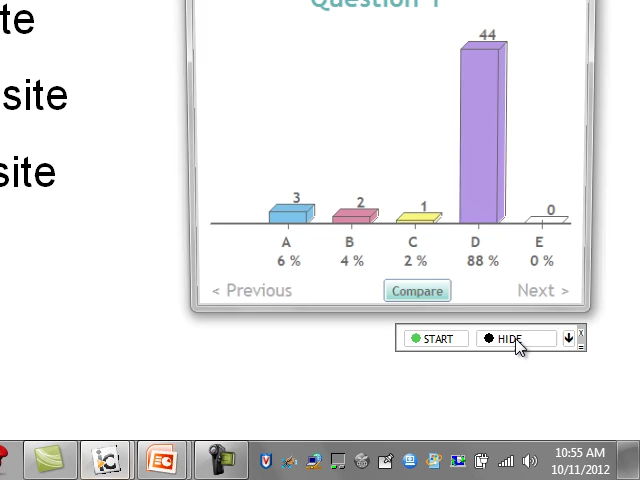 te
Question 1
site
site
44
3
2
1
0
A
B
C
D
E
6 %
4 %
2 %
88 %
0 %
< Previous
Compare
Next >
START
HIDE
x
10:55 AM
10/11/2012